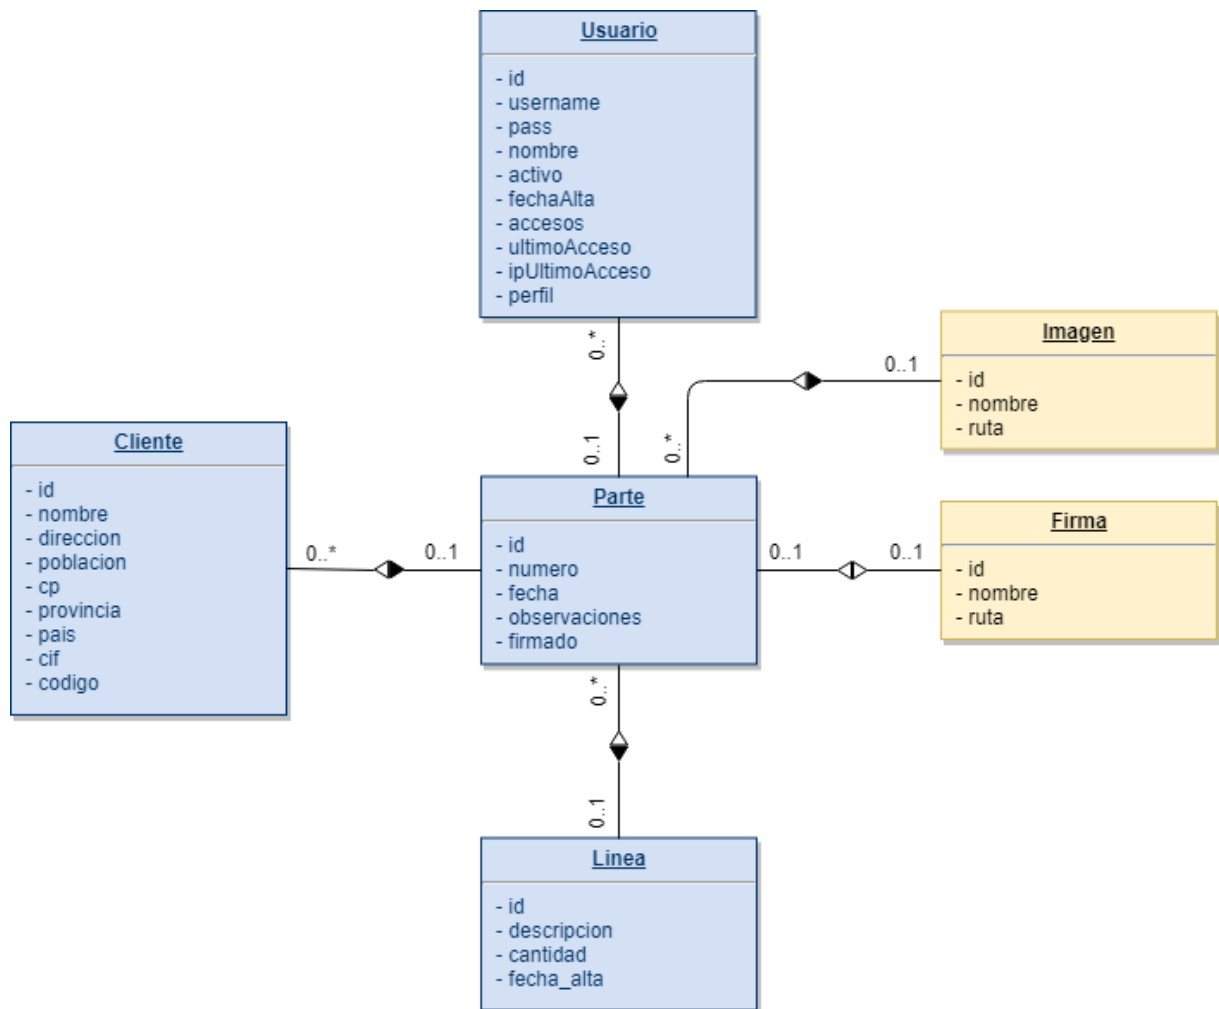 Usuario
- id
- username
- pass
- nombre
- activo
- fechaAlta
- accesos
- ultimoAcceso
- ipUltimoAcceso
- perfil
0..*
0..1
Imagen
- id
- nombre
- ruta
0..1
0..*
Cliente
- id
- nombre
- direccion
- poblacion
- cp
- provincia
- pais
- cif
- codigo
0..*
0..1
Parte
- id
- numero
- fecha
- observaciones
- firmado
0..1
0..1
Firma
- id
- nombre
- ruta
0..*
0..1
Linea
- id
- descripcion
- cantidad
- fecha_alta